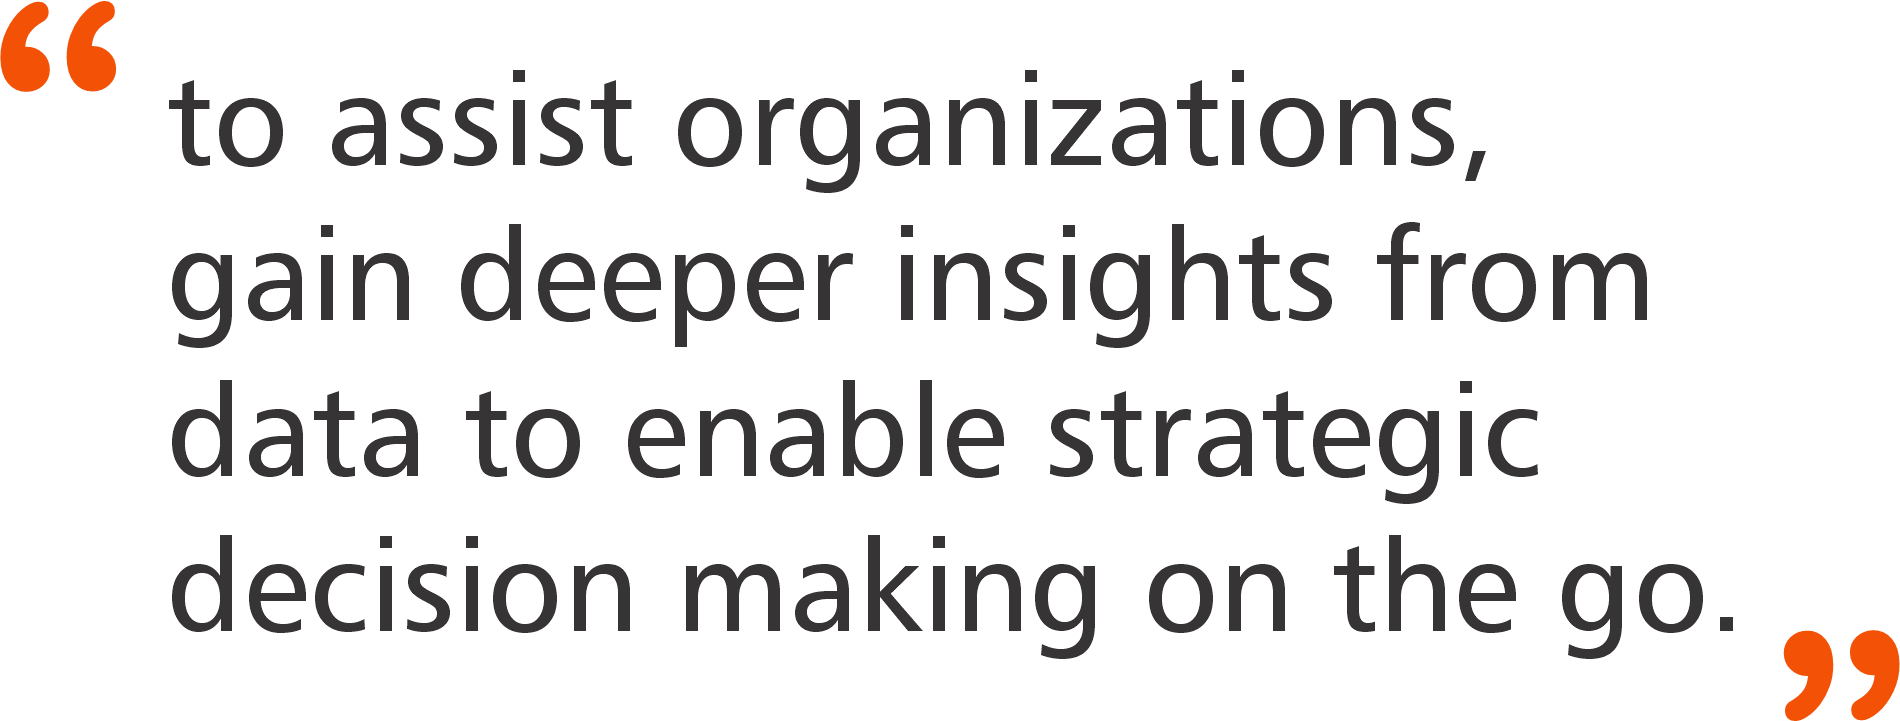 “to assist organizations,
gain deeper insights from
data to enable strategic
decision making on the go.”